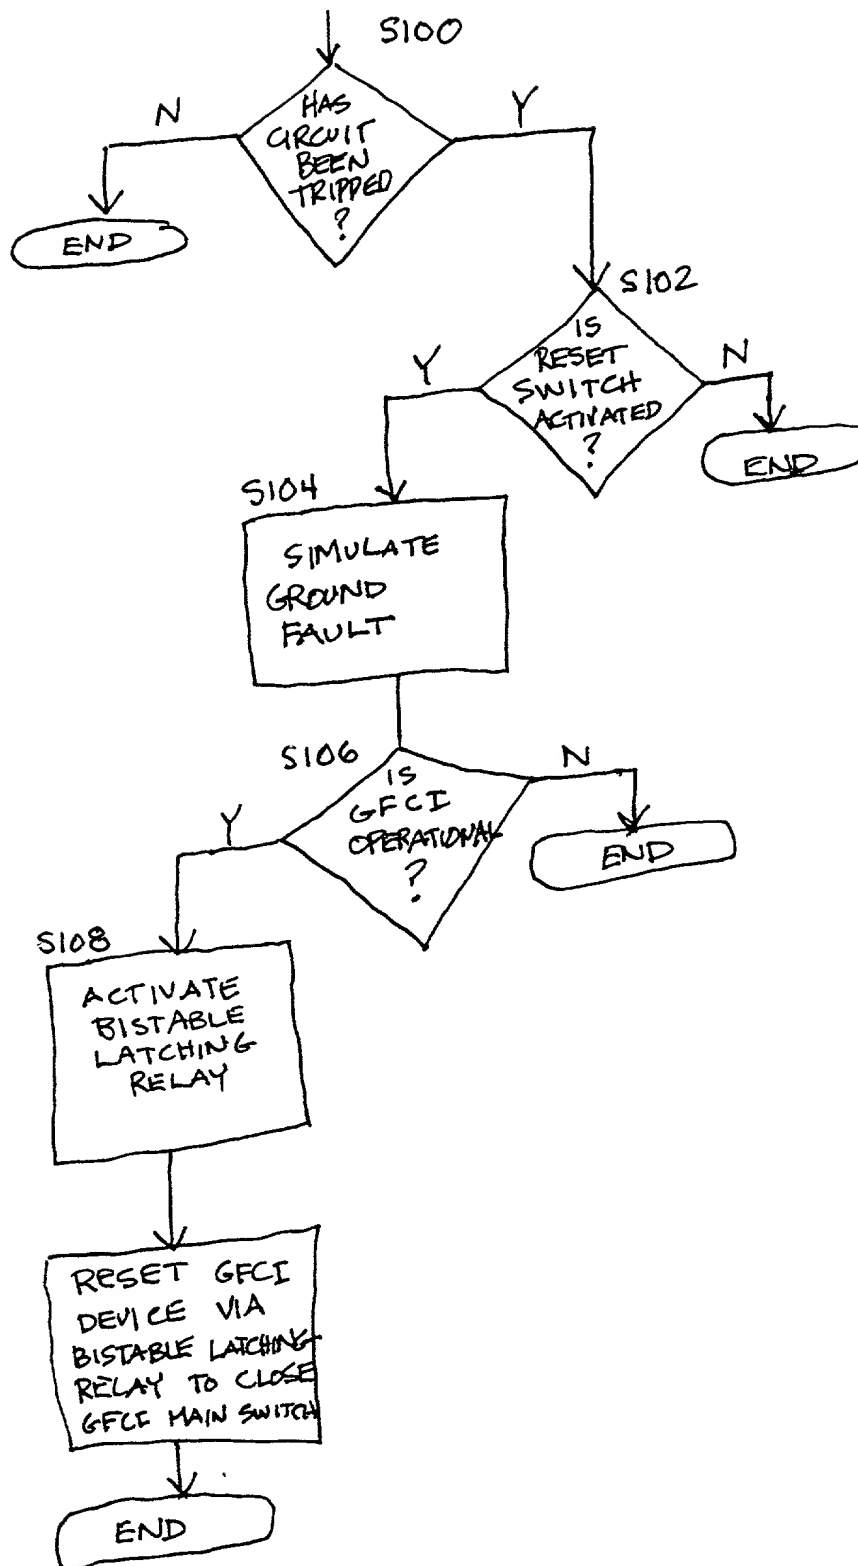 S100
N
HAS
CIRCUIT
BEEN
TRIPPED
?
Y
END
S102
IS
RESET
SWITCH
ACTIVATED
?
Y
N
END
S104
SIMULATE
GROUND
FAULT
S106
IS
GFCI
OPERATIONAL
?
N
Y
END
S108
ACTIVATE
BISTABLE
LATCHING
RELAY
RESET GFCI
DEVICE VIA
BISTABLE LATCHING
RELAY TO CLOSE
GFCI MAIN SWITCH
END